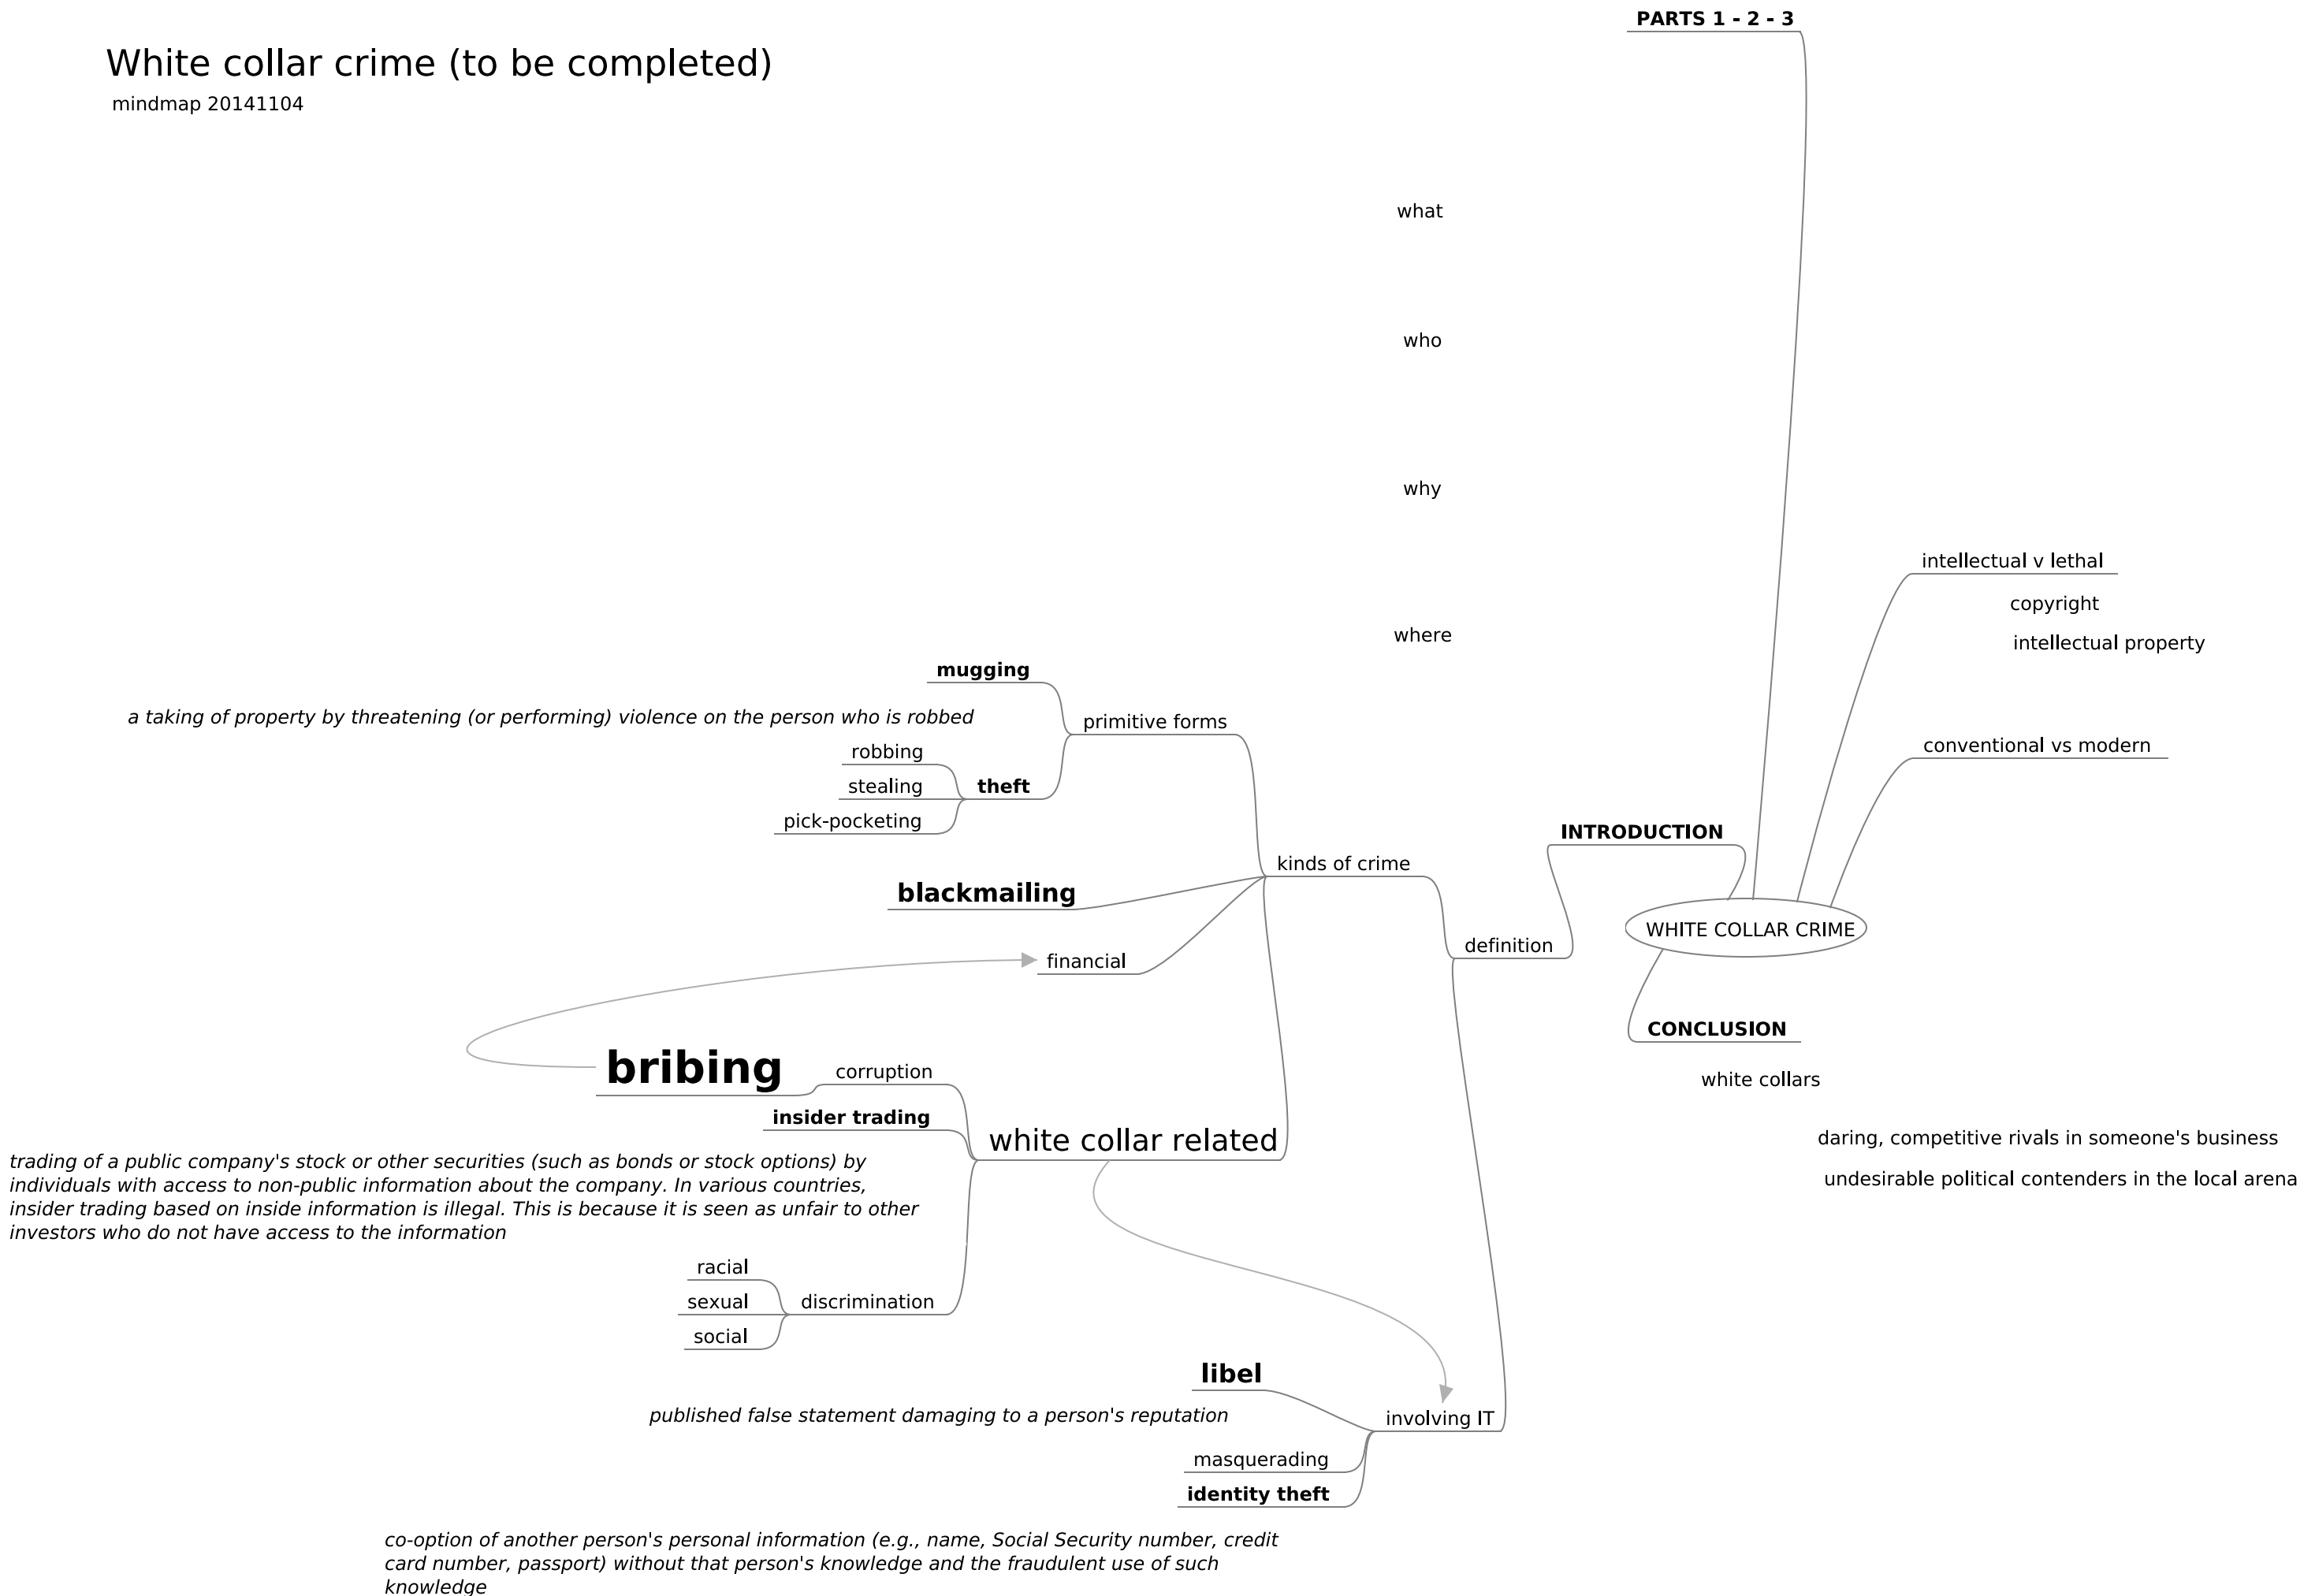 PARTS 1 - 2 - 3
White collar crime (to be completed)
mindmap 20141104
what
who
why
where
intellectual v lethal
copyright
intellectual property
conventional vs modern
mugging
a taking of property by threatening (or performing) violence on the person who is robbed
primitive forms
robbing
stealing
theft
pick-pocketing
INTRODUCTION
kinds of crime
blackmailing
WHITE COLLAR CRIME
definition
financial
CONCLUSION
bribing
corruption
white collars
insider trading
white collar related
daring, competitive rivals in someone's business
undesirable political contenders in the local arena
trading of a public company's stock or other securities (such as bonds or stock options) by
individuals with access to non-public information about the company. In various countries,
insider trading based on inside information is illegal. This is because it is seen as unfair to other
investors who do not have access to the information
racial
sexual
discrimination
social
libel
published false statement damaging to a person's reputation
involving IT
masquerading
identity theft
co-option of another person's personal information (e.g., name, Social Security number, credit
card number, passport) without that person's knowledge and the fraudulent use of such
knowledge